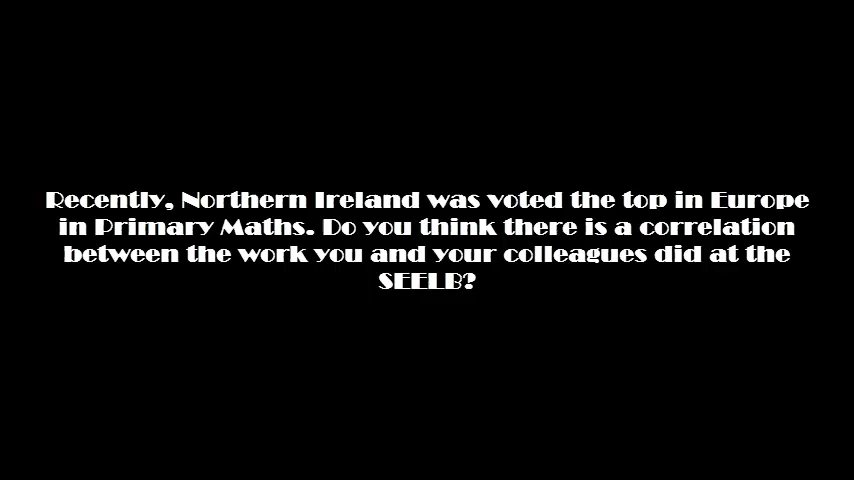 Recently, Northern Ireland was voted the top in Europe
in Primary Maths. Do you think there is a correlation
between the work you and your colleagues did at the
SEELB?